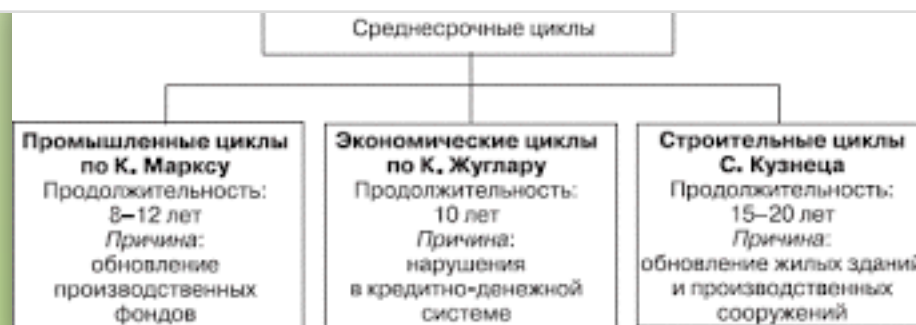 Среднесрочные циклы
Промышленные циклы
по К. Марксу
Продолжительность:
8–12 лет
Причина:
обновление
производственных
фондов
Экономические циклы
по К. Жуглару
Продолжительность:
10 лет
Причина:
нарушения
в кредитно-денежной
системе
Строительные циклы
С. Кузнеца
Продолжительность:
15–20 лет
Причина:
обновление жилых зданий
и производственных
сооружений